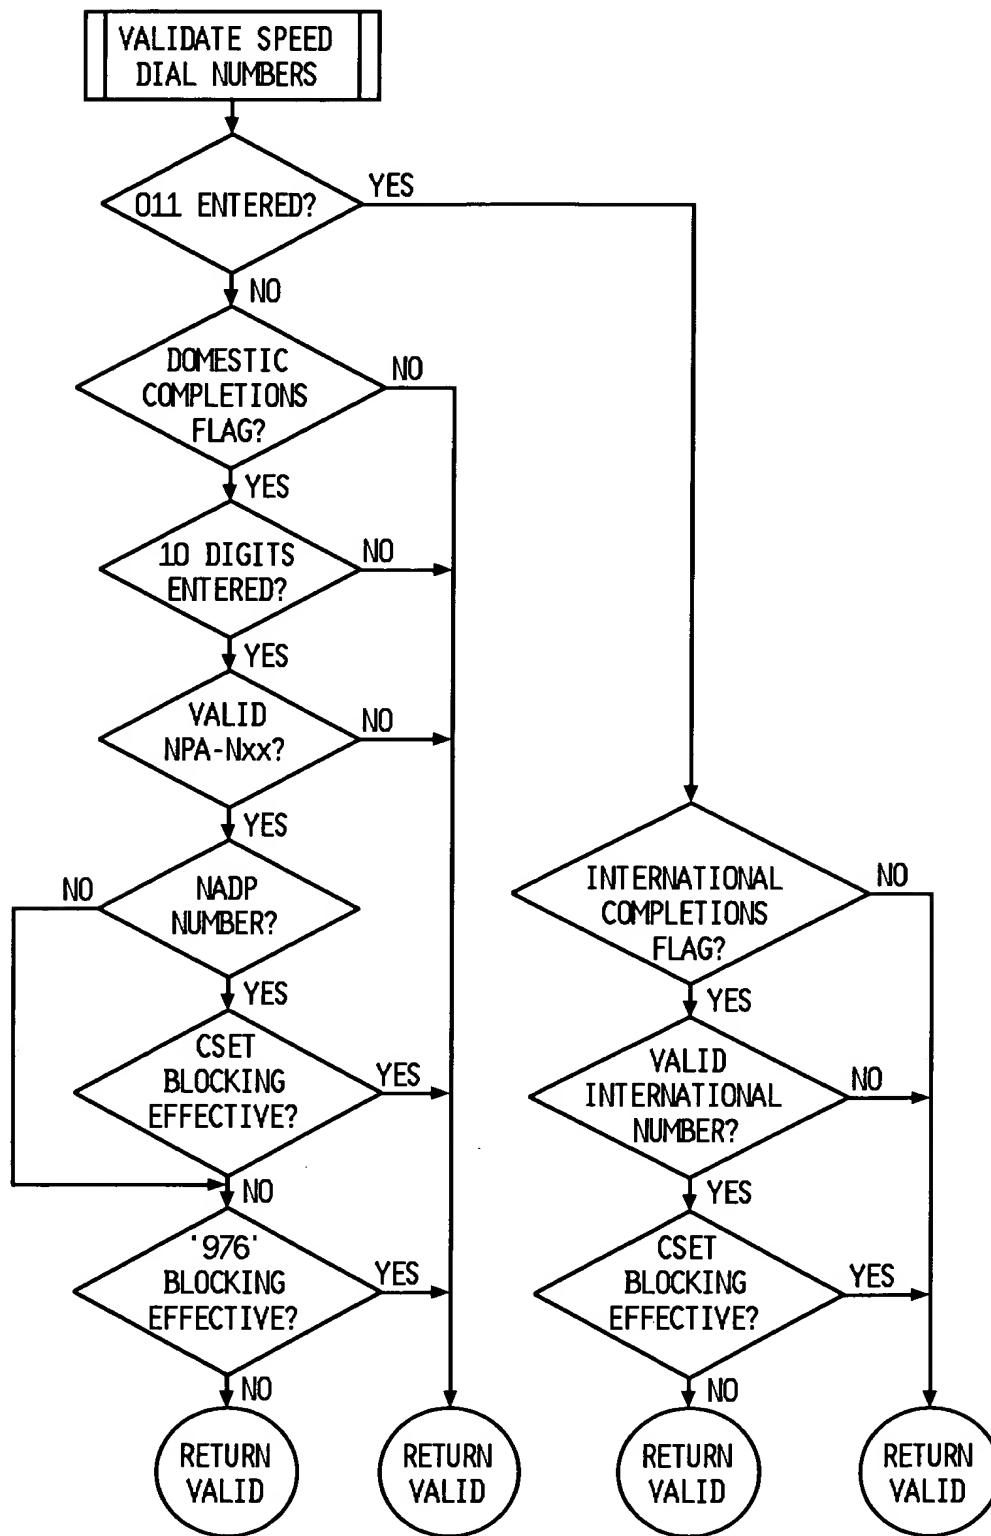 VALIDATE SPEED
DIAL NUMBERS
011 ENTERED?
YES
NO
DOMESTIC
COMPLETIONS
FLAG?
NO
YES
10 DIGITS
ENTERED?
NO
YES
VALID
NPA-Nxx?
NO
YES
NADP
NUMBER?
NO
YES
CSET
BLOCKING
EFFECTIVE?
YES
NO
'976'
BLOCKING
EFFECTIVE?
YES
NO
RETURN
VALID
RETURN
VALID
INTERNATIONAL
COMPLETIONS
FLAG?
NO
YES
VALID
INTERNATIONAL
NUMBER?
NO
YES
CSET
BLOCKING
EFFECTIVE?
YES
NO
RETURN
VALID
RETURN
VALID